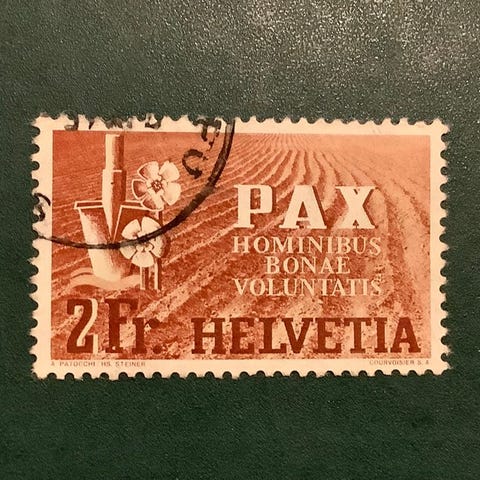 PAX
HOMINIBUS
BONAE
VOLUNTATIS
2 Fr. HELVETIA
A PATOCCHI HS. STEINER
COURVOISIER S. A